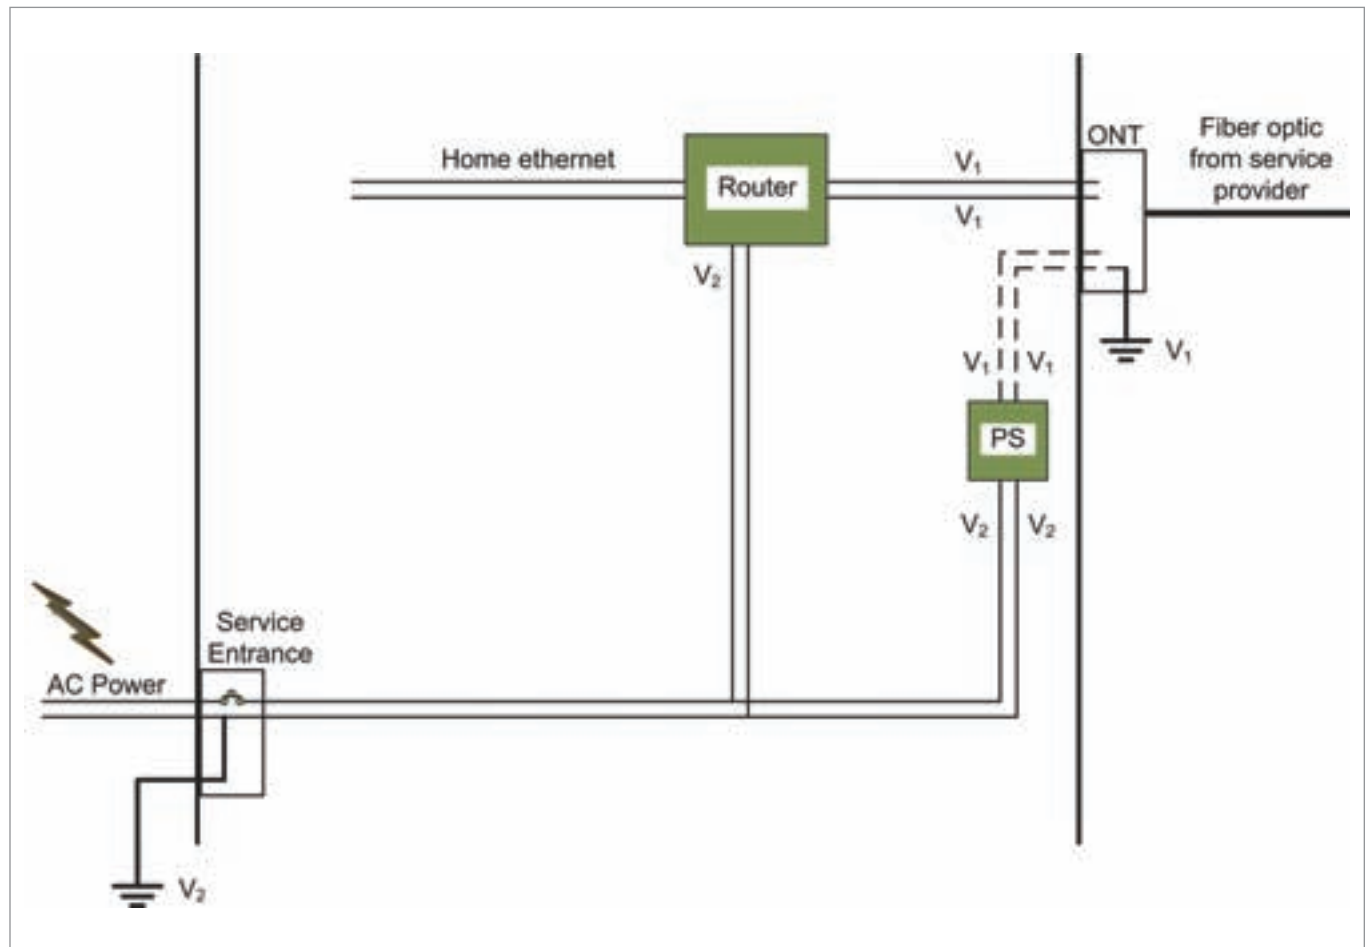 ONT
Fiber optic
from service
provider
Home ethernet
Router
V₁
V₁
V₂
V₁
V₁
V₁
PS
V₂
V₂
Service
Entrance
AC Power
V₂